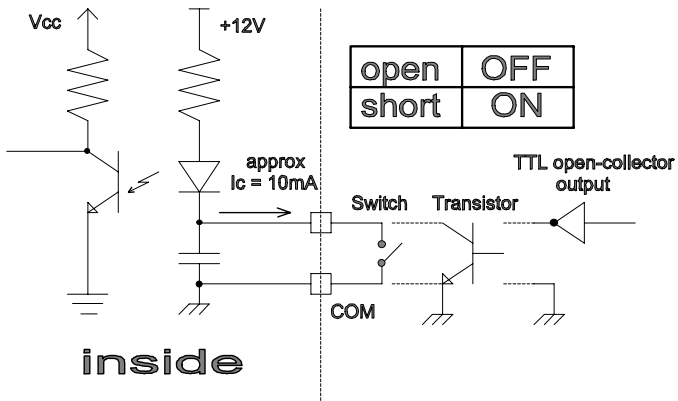 Vcc
+12V
open OFF
short ON
approx
Ic = 10mA
TTL open-collector
output
Switch
Transistor
COM
inside